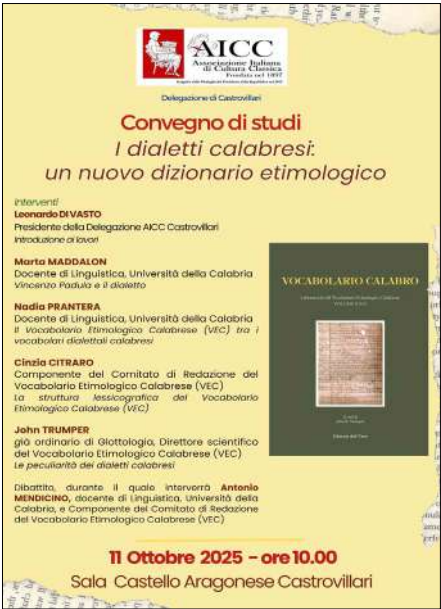 AICC
Associazione Italiana
di Cultura Classica
Fondata nel 1897
Delegazione di Castrovillari
Convegno di studi
I dialetti calabresi:
un nuovo dizionario etimologico
Interventi
Leonardo DI VASTO
Presidente della Delegazione AICC Castrovillari
Introduzione ai lavori
Marta MADDALON
Docente di Linguistica, Università della Calabria
Vincenzo Padula e il dialetto
Nadia PRANTERA
Docente di Linguistica, Università della Calabria
Il Vocabolario Etimologico Calabrese (VEC) tra i
vocabolari dialettali calabresi
Cinzia CITRARO
Componente del Comitato di Redazione del
Vocabolario Etimologico Calabrese (VEC)
La struttura lessicografica del Vocabolario
Etimologico Calabrese (VEC)
John TRUMPER
già ordinario di Glottologia, Direttore scientifico
del Vocabolario Etimologico Calabrese (VEC)
Le peculiarità dei dialetti calabresi
Dibattito, durante il quale interverrà Antonio
MENDICINO, docente di Linguistica, Università della
Calabria, e Componente del Comitato di Redazione
del Vocabolario Etimologico Calabrese (VEC)
VOCABOLARIO CALABRO
11 Ottobre 2025 - ore 10.00
Sala Castello Aragonese Castrovillari